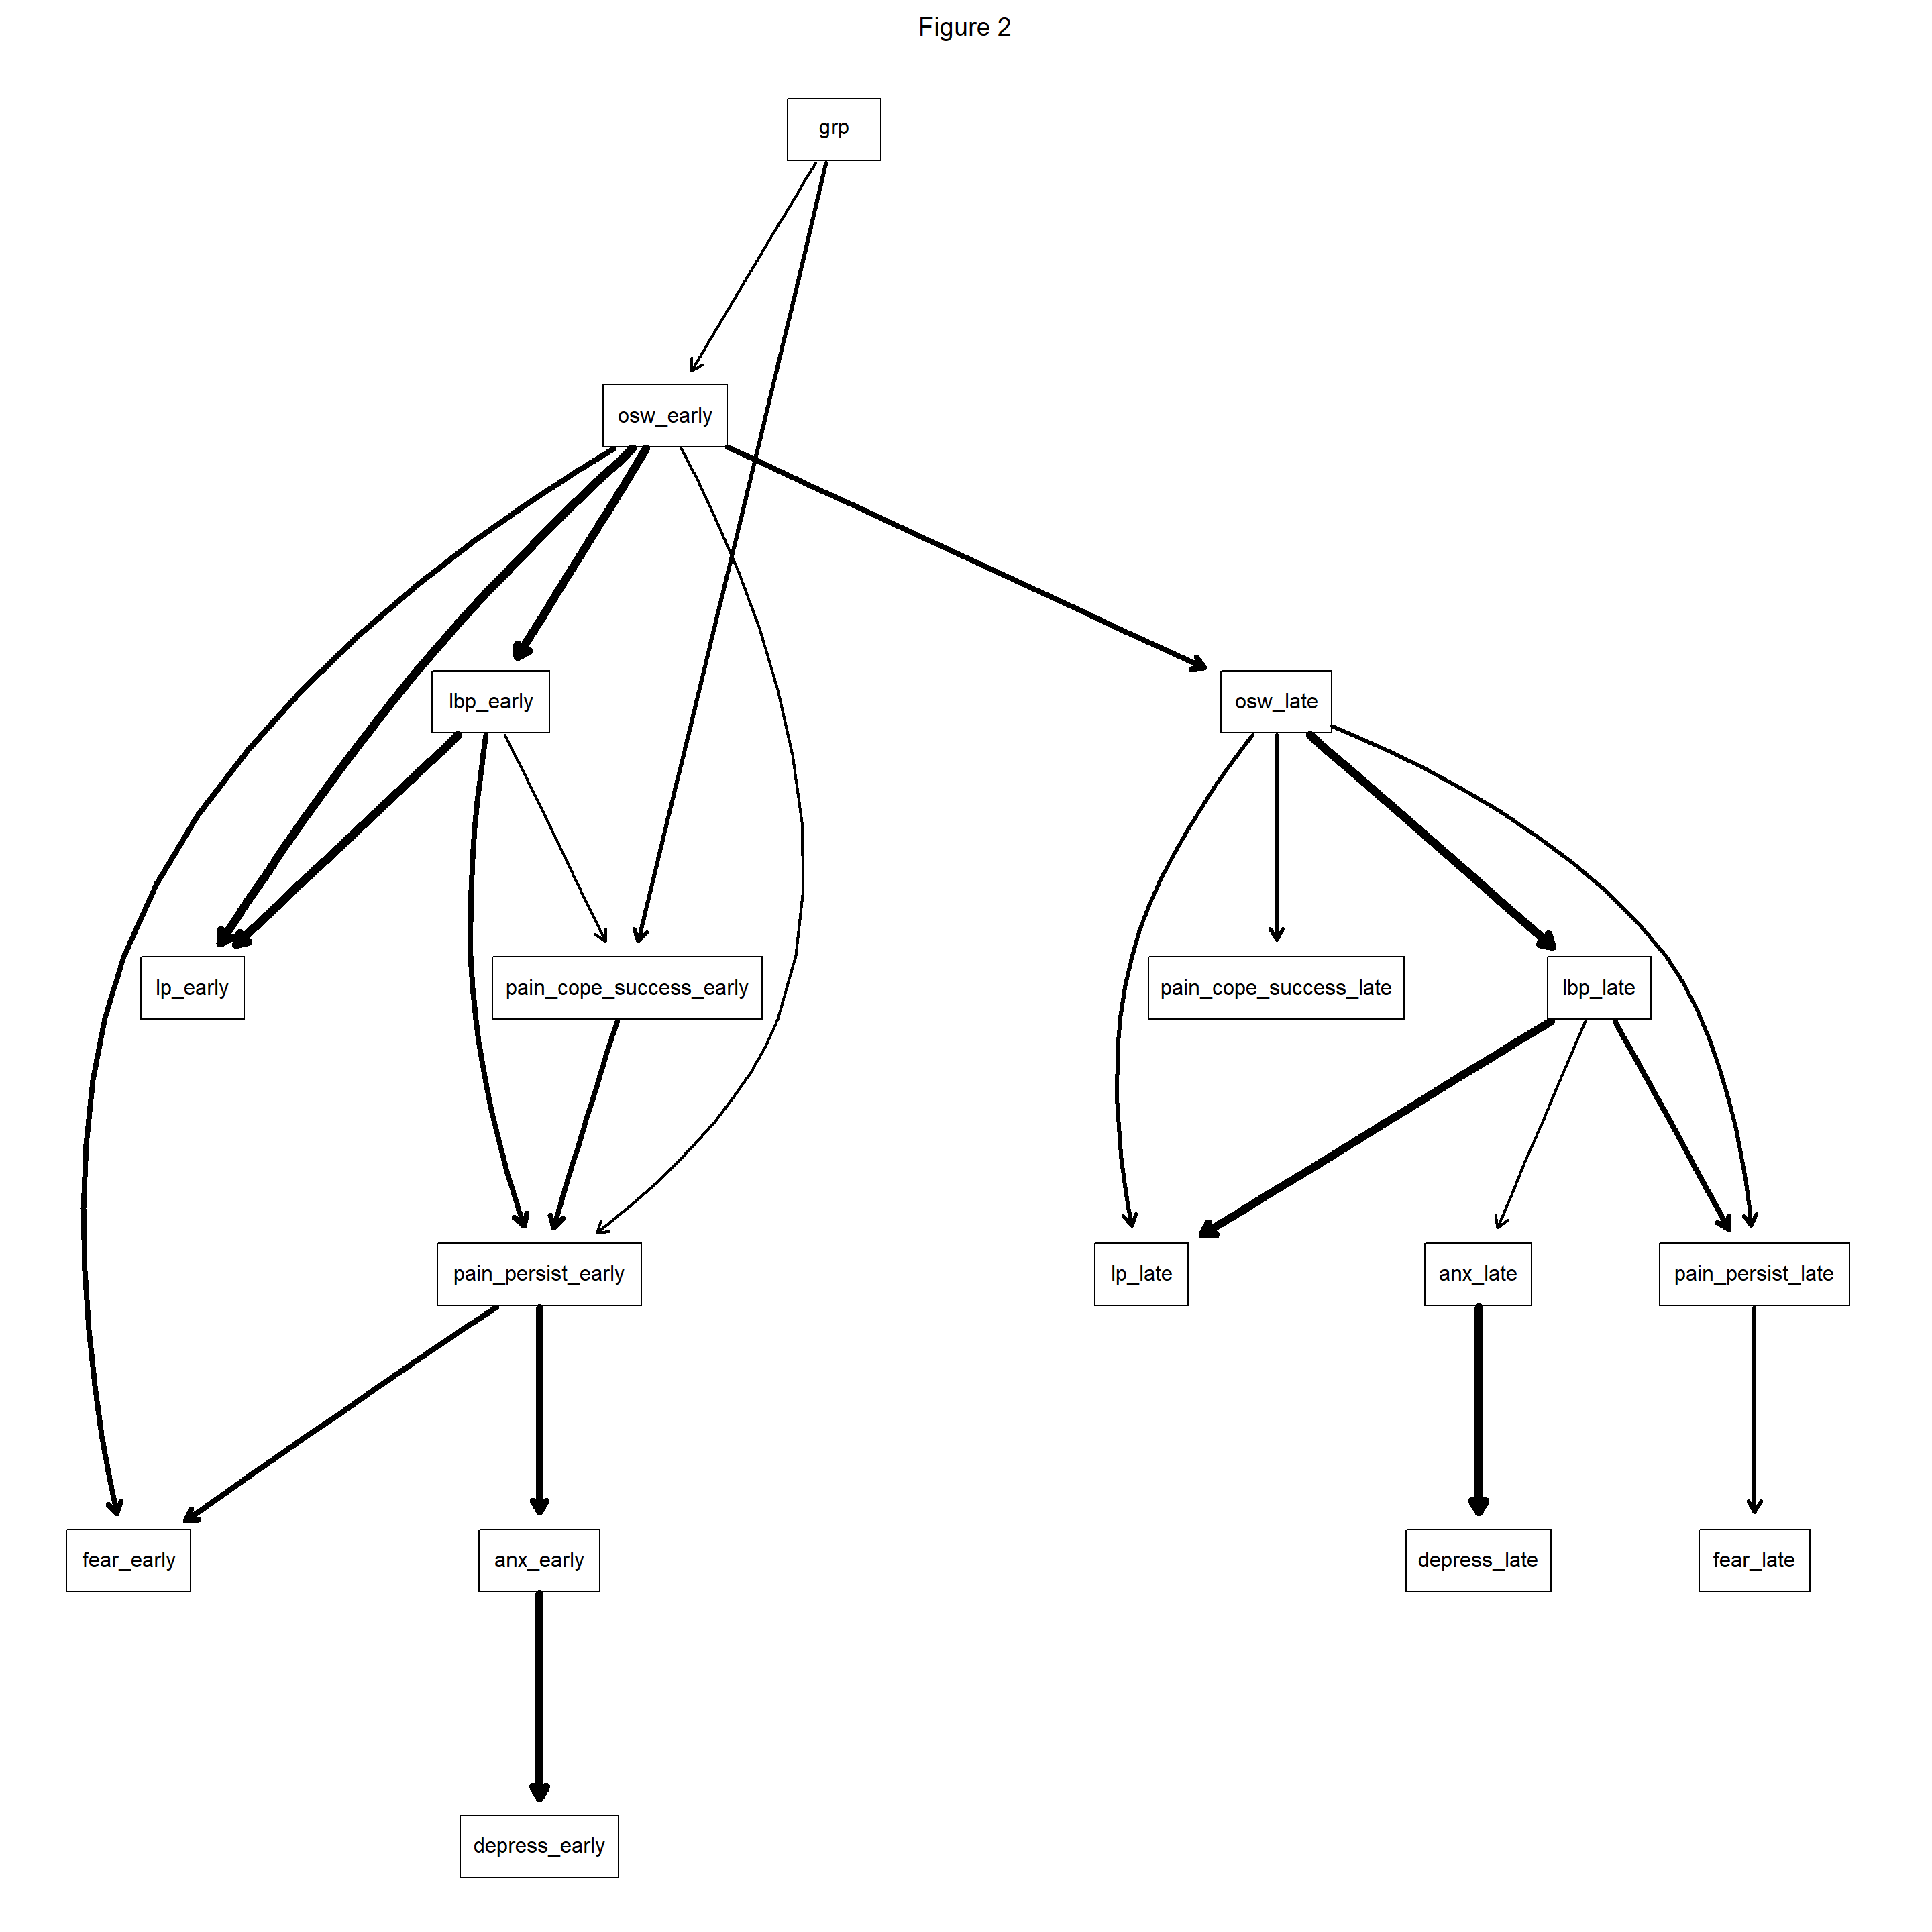 Figure 2
grp
osw_early
lbp_early
osw_late
lp_early
pain_cope_success_early
pain_cope_success_late
lbp_late
pain_persist_early
lp_late
anx_late
pain_persist_late
fear_early
anx_early
depress_late
fear_late
depress_early